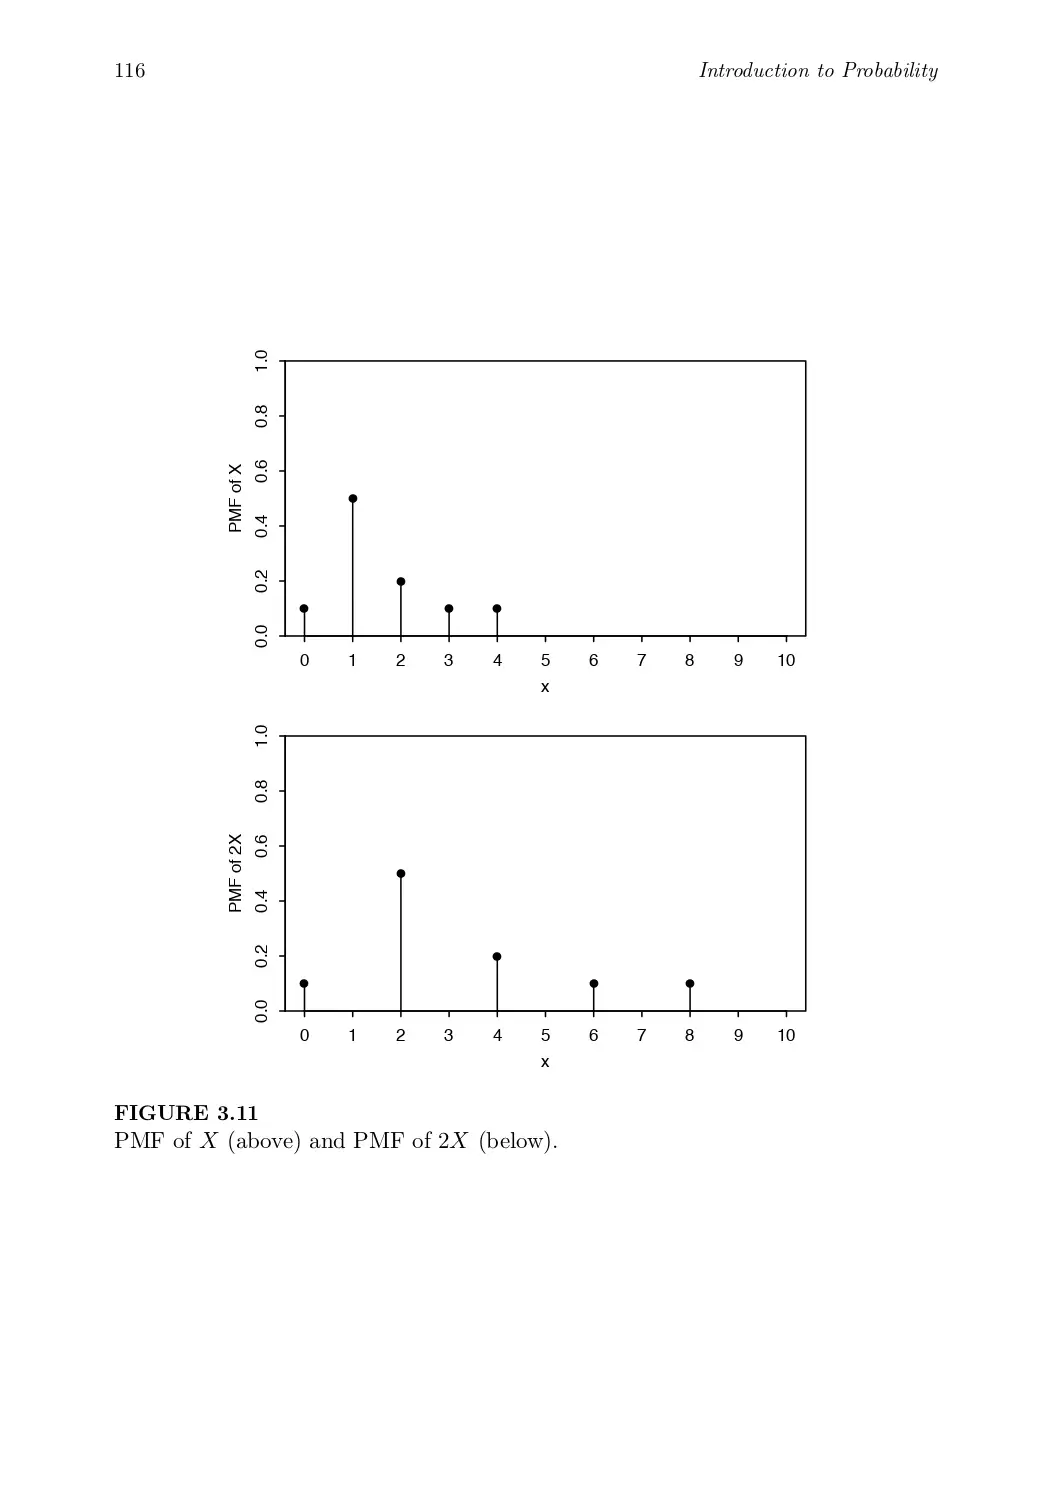 116
Introduction to Probability
PMF of X
1.0
0.8
0.6
0.4
0.2
0.0
0 1 2 3 4 5 6 7 8 9 10
x
PMF of 2X
1.0
0.8
0.6
0.4
0.2
0.0
0 1 2 3 4 5 6 7 8 9 10
x
FIGURE 3.11
PMF of X (above) and PMF of 2X (below).